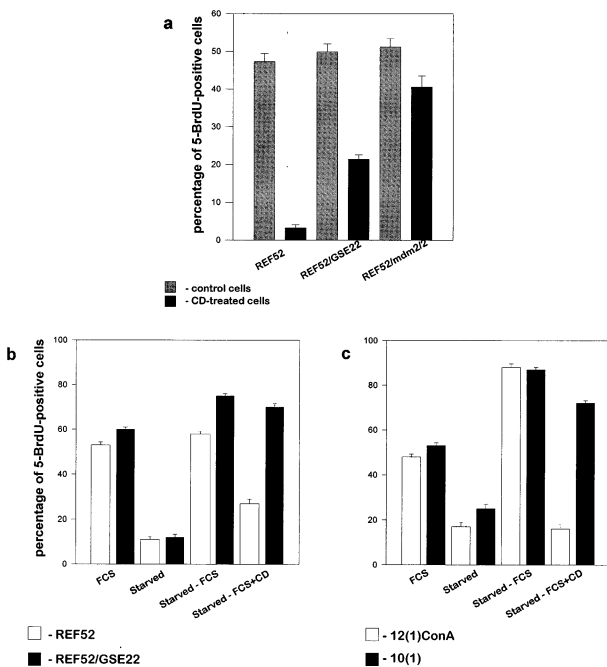 a
percentage of 5-BrdU-positive cells
60
50
40
30
20
10
0
REF52
REF52/GSE22
REF52/mdm2/2
- control cells
- CD-treated cells
b
percentage of 5-BrdU-positive cells
100
80
60
40
20
0
FCS
Starved
Starved - FCS
Starved - FCS+CD
- REF52
- REF52/GSE22
c
100
80
60
40
20
0
FCS
Starved
Starved - FCS
Starved - FCS+CD
- 12(1)ConA
- 10(1)